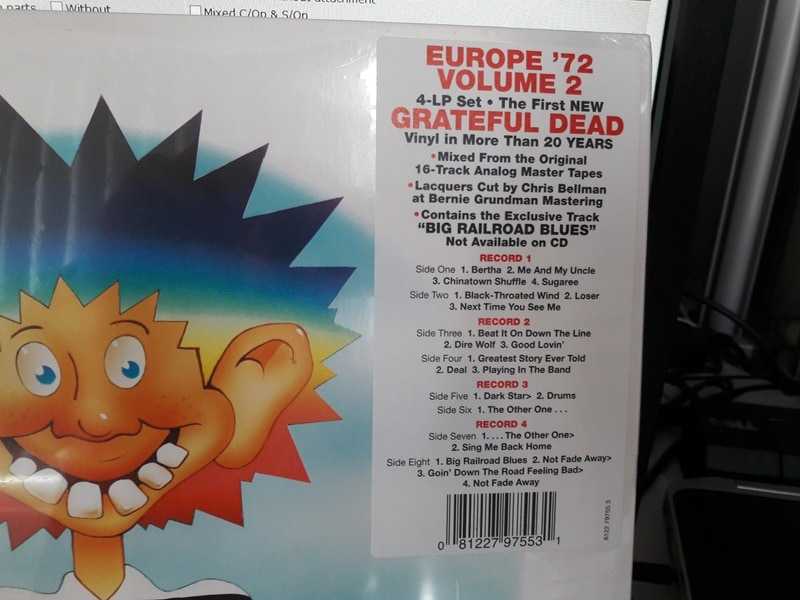 parts Without
Mixed C/Op & S/On
EUROPE '72
VOLUME 2
4-LP Set • The First NEW
GRATEFUL DEAD
Vinyl in More Than 20 YEARS
•Mixed From the Original
16-Track Analog Master Tapes
•Lacquers Cut by Chris Bellman
at Bernie Grundman Mastering
•Contains the Exclusive Track
"BIG RAILROAD BLUES"
Not Available on CD
RECORD 1
Side One 1. Bertha 2. Me And My Uncle
3. Chinatown Shuffle 4. Sugaree
Side Two 1. Black-Throated Wind 2. Loser
3. Next Time You See Me
RECORD 2
Side Three 1. Beat It On Down The Line
2. Dire Wolf 3. Good Lovin'
Side Four 1. Greatest Story Ever Told
2. Deal 3. Playing In The Band
RECORD 3
Side Five 1. Dark Star> 2. Drums
Side Six 1. The Other One . . .
RECORD 4
Side Seven 1. . . . The Other One>
2. Sing Me Back Home
Side Eight 1. Big Railroad Blues 2. Not Fade Away>
3. Goin' Down The Road Feeling Bad>
4. Not Fade Away
0 81227 97553 1